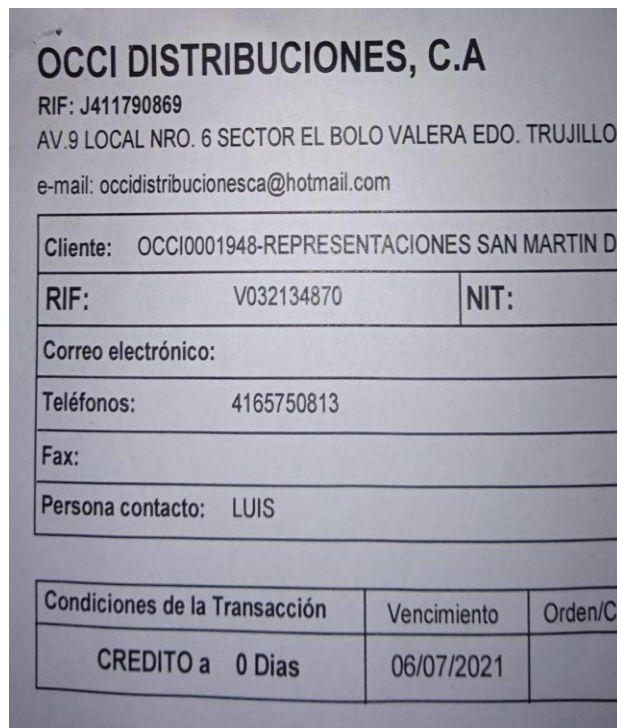 OCCI DISTRIBUCIONES, C.A
RIF: J411790869
AV.9 LOCAL NRO. 6 SECTOR EL BOLO VALERA EDO. TRUJILLO
e-mail: occidistribucionesca@hotmail.com
Cliente: OCCI0001948-REPRESENTACIONES SAN MARTIN D
RIF: V032134870 NIT:
Correo electrónico:
Teléfonos: 4165750813
Fax:
Persona contacto: LUIS
Condiciones de la Transacción Vencimiento Orden/C
CREDITO a 0 Dias 06/07/2021